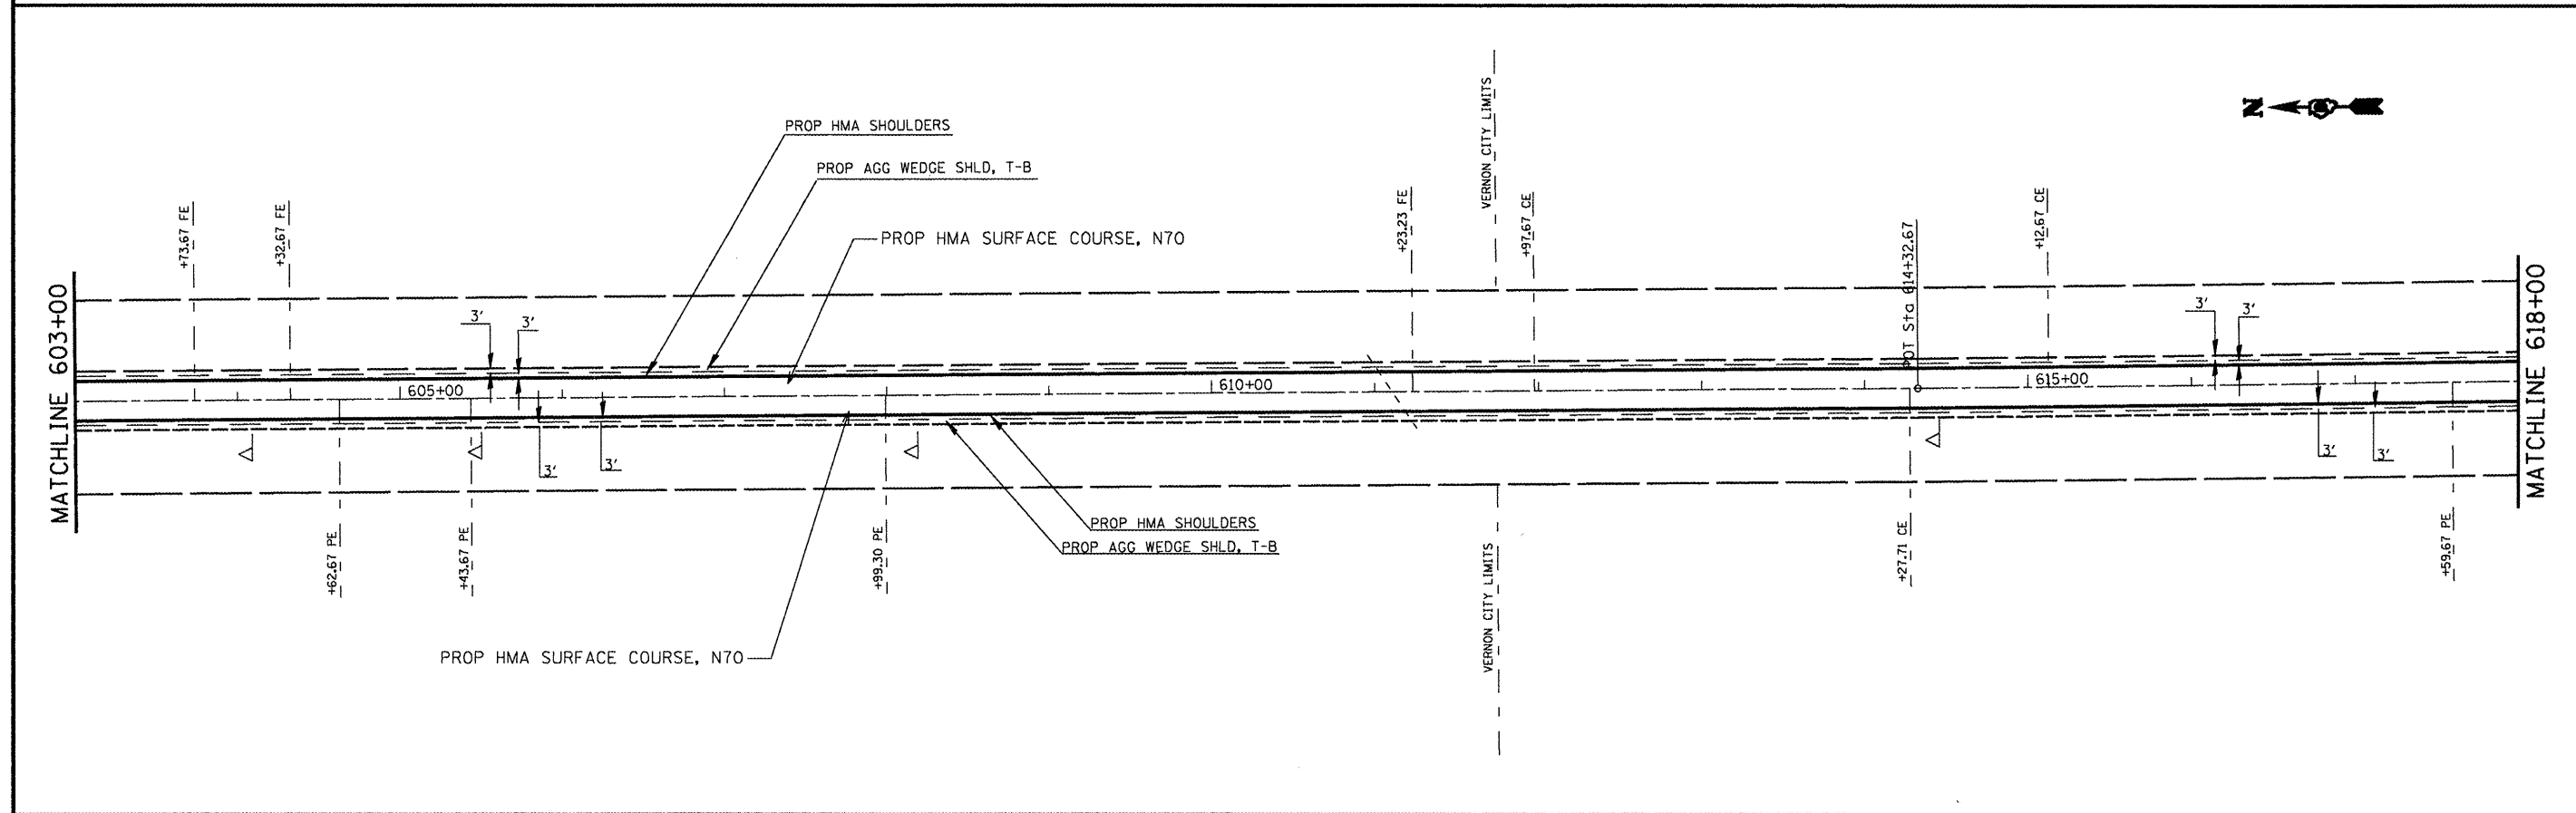 PROP HMA SHOULDERS
PROP AGG WEDGE SHLD, T-B
PROP HMA SURFACE COURSE, N70
N
+73.67 FE
+32.67 FE
+23.23 FE
VERNON CITY LIMITS
+97.67 CE
POT Sta 614+32.67
+12.67 CE
MATCHLINE 603+00
3'
3'
3'
3'
605+00
610+00
615+00
MATCHLINE 618+00
3'
3'
3'
3'
+62.67 PE
+43.67 PE
+99.30 PE
PROP HMA SHOULDERS
PROP AGG WEDGE SHLD, T-B
VERNON CITY LIMITS
+27.71 CE
+59.67 PE
PROP HMA SURFACE COURSE, N70